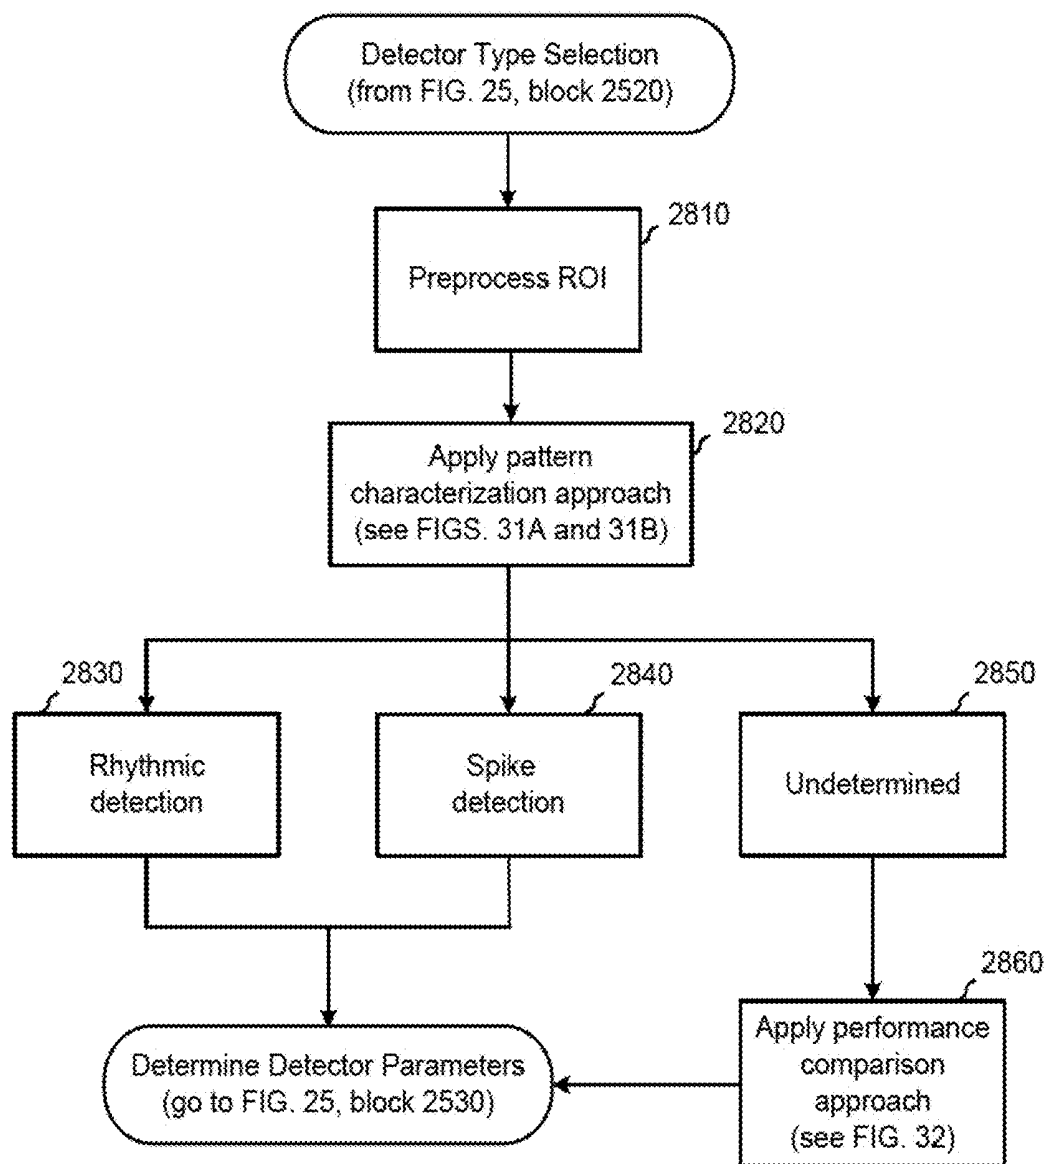 Detector Type Selection
(from FIG. 25, block 2520)
2810
Preprocess ROI
2820
Apply pattern
characterization approach
(see FIGS. 31A and 31B)
2830
Rhythmic
detection
2840
Spike
detection
2850
Undetermined
2860
Apply performance
comparison
approach
(see FIG. 32)
Determine Detector Parameters
(go to FIG. 25, block 2530)